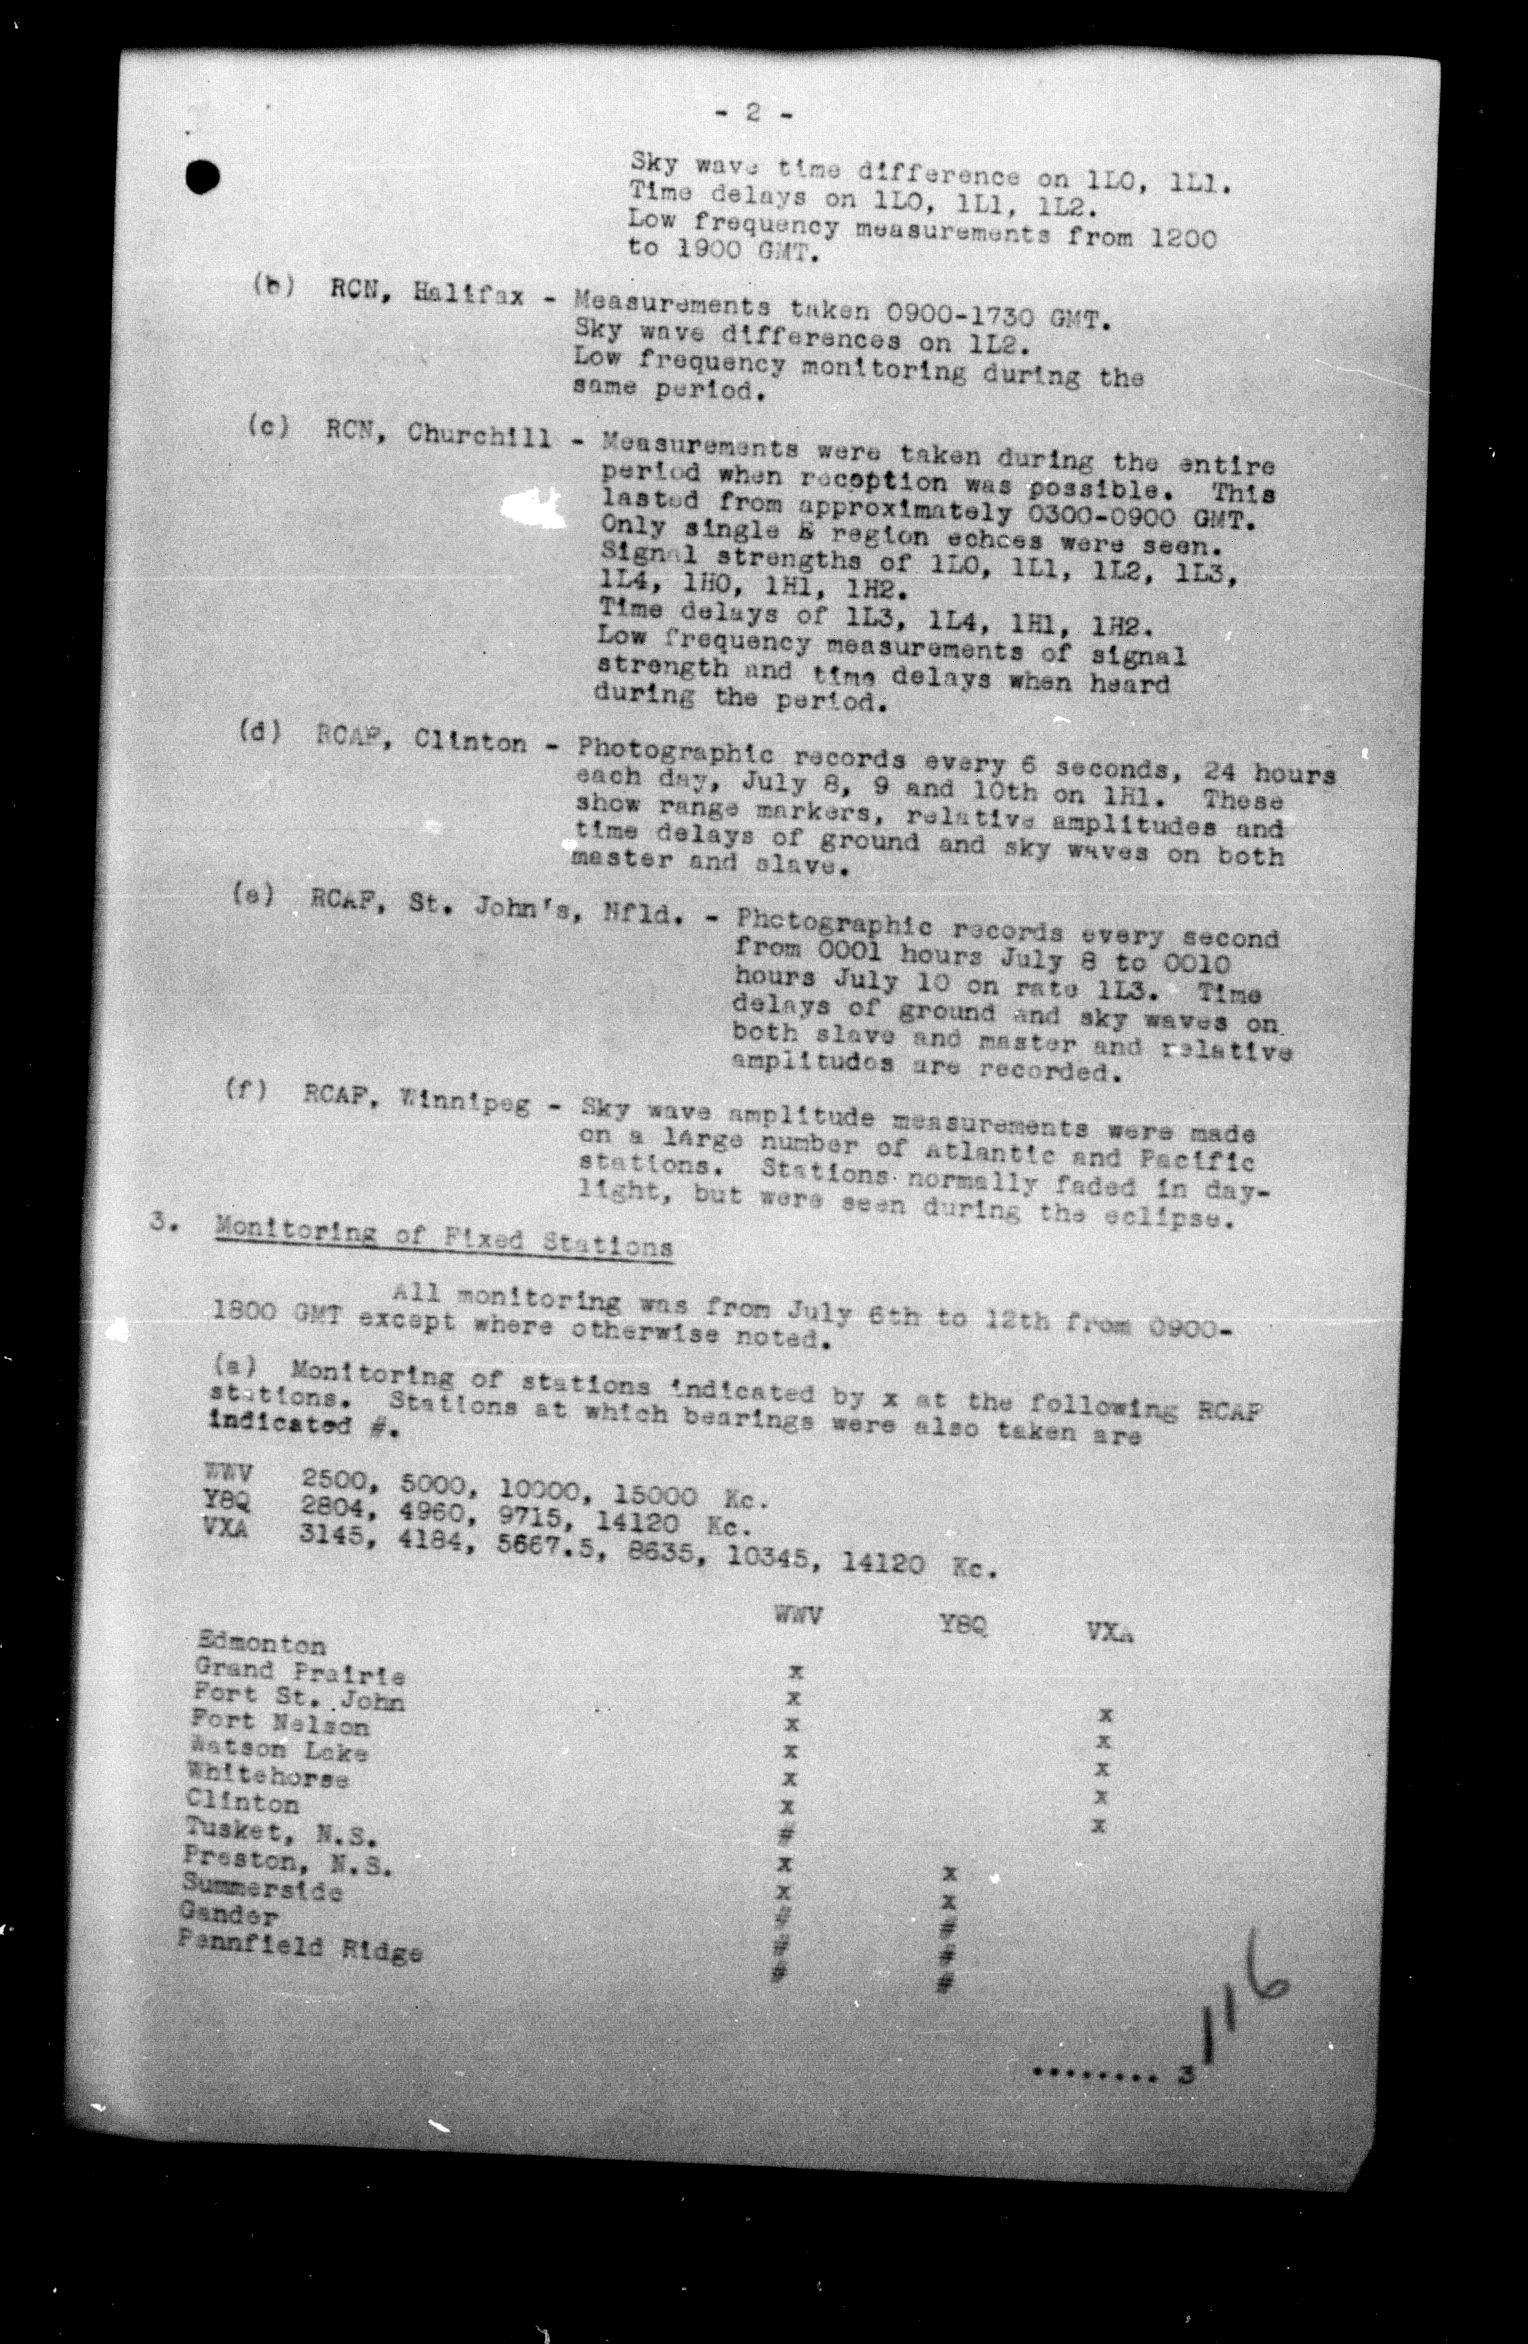 - 2 -
Sky wave time difference on 1L0, 1L1.
Time delays on 1L0, 1L1, 1L2.
Low frequency measurements from 1200
to 1900 GMT.
(b) RCN, Halifax - Measurements taken 0900-1730 GMT.
Sky wave differences on 1L2.
Low frequency monitoring during the
same period.
(c) RCN, Churchill - Measurements were taken during the entire
period when reception was possible. This
lasted from approximately 0300-0900 GMT.
Only single E region echoes were seen.
Signal strengths of 1L0, 1L1, 1L2, 1L3,
1L4, 1H0, 1H1, 1H2.
Time delays of 1L3, 1L4, 1H1, 1H2.
Low frequency measurements of signal
strength and time delays when heard
during the period.
(d) RCAF, Clinton - Photographic records every 6 seconds, 24 hours
each day, July 8, 9 and 10th on 1H1. These
show range markers, relative amplitudes and
time delays of ground and sky waves on both
master and slave.
(e) RCAF, St. John's, Nfld. - Photographic records every second
from 0001 hours July 8 to 0010
hours July 10 on rate 1L3. Time
delays of ground and sky waves on
both slave and master and relative
amplitudes are recorded.
(f) RCAF, Winnipeg - Sky wave amplitude measurements were made
on a large number of Atlantic and Pacific
stations. Stations normally faded in day-
light, but were seen during the eclipse.
3. Monitoring of Fixed Stations
All monitoring was from July 6th to 12th from 0900-
1800 GMT except where otherwise noted.
(a) Monitoring of stations indicated by x at the following RCAF
stations. Stations at which bearings were also taken are
indicated #.
WWV 2500, 5000, 10000, 15000 Kc.
Y8Q 2804, 4960, 9715, 14120 Kc.
VXA 3145, 4184, 5667.5, 8635, 10345, 14120 Kc.
WWV Y8Q VXA
Edmonton x
Grand Prairie x x
Fort St. John x x
Fort Nelson x x
Watson Lake x x
Whitehorse x x
Clinton #
Tusket, N.S. x x
Preston, N.S. x x
Summerside # #
Gander # #
Pennfield Ridge # #
116
........ 3